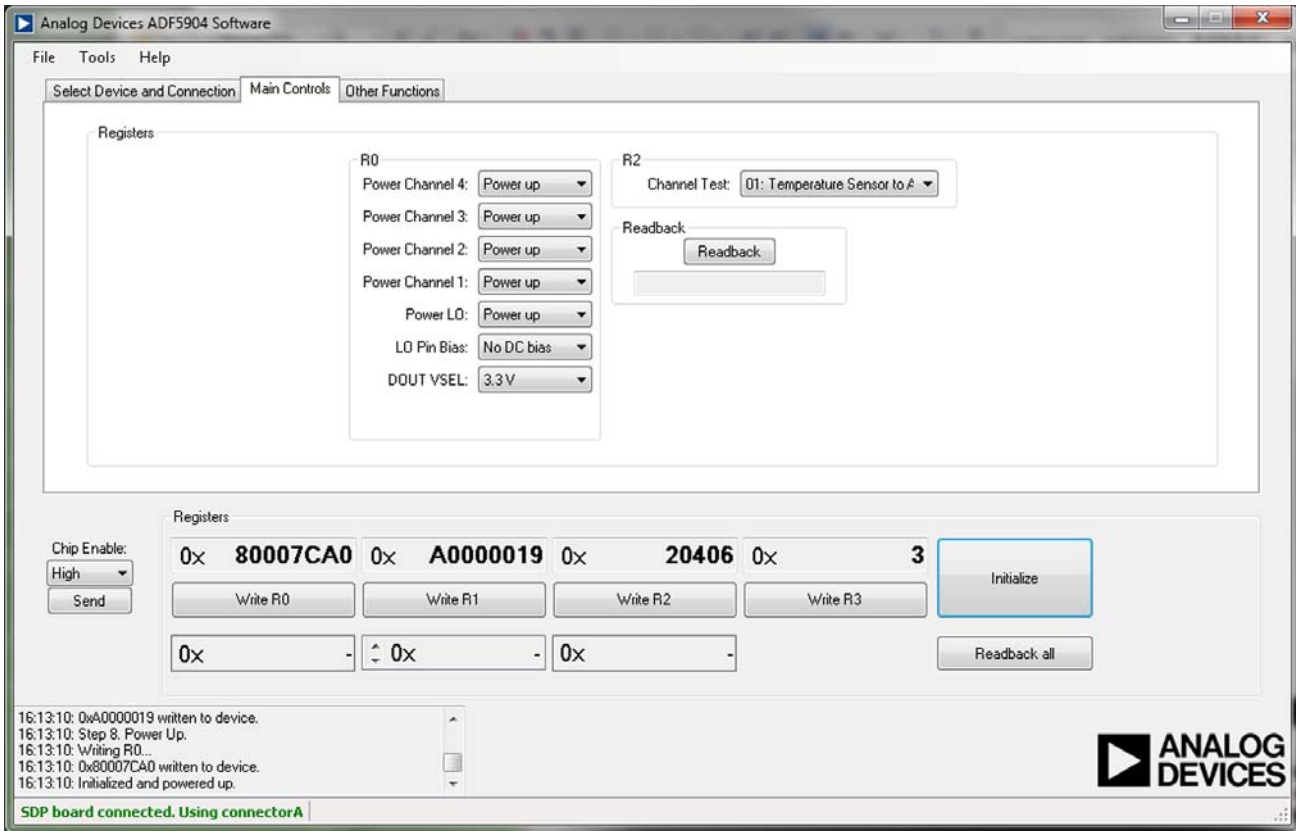 Analog Devices ADF5904 Software
File Tools Help
Select Device and Connection Main Controls Other Functions
Registers
R0
Power Channel 4: Power up
Power Channel 3: Power up
Power Channel 2: Power up
Power Channel 1: Power up
Power LO: Power up
LO Pin Bias: No DC bias
DOUT VSEL: 3.3 V
R2
Channel Test: 01: Temperature Sensor to A
Readback
Readback
Registers
Chip Enable:
High
Send
0x 80007CA0 0x A0000019 0x 20406 0x 3
Write R0 Write R1 Write R2 Write R3
Initialize
0x - 0x - 0x -
Readback all
16:13:10: 0xA0000019 written to device.
16:13:10: Step 8. Power Up.
16:13:10: Writing R0...
16:13:10: 0x80007CA0 written to device.
16:13:10: Initialized and powered up.
ANALOG
DEVICES
SDP board connected. Using connectorA